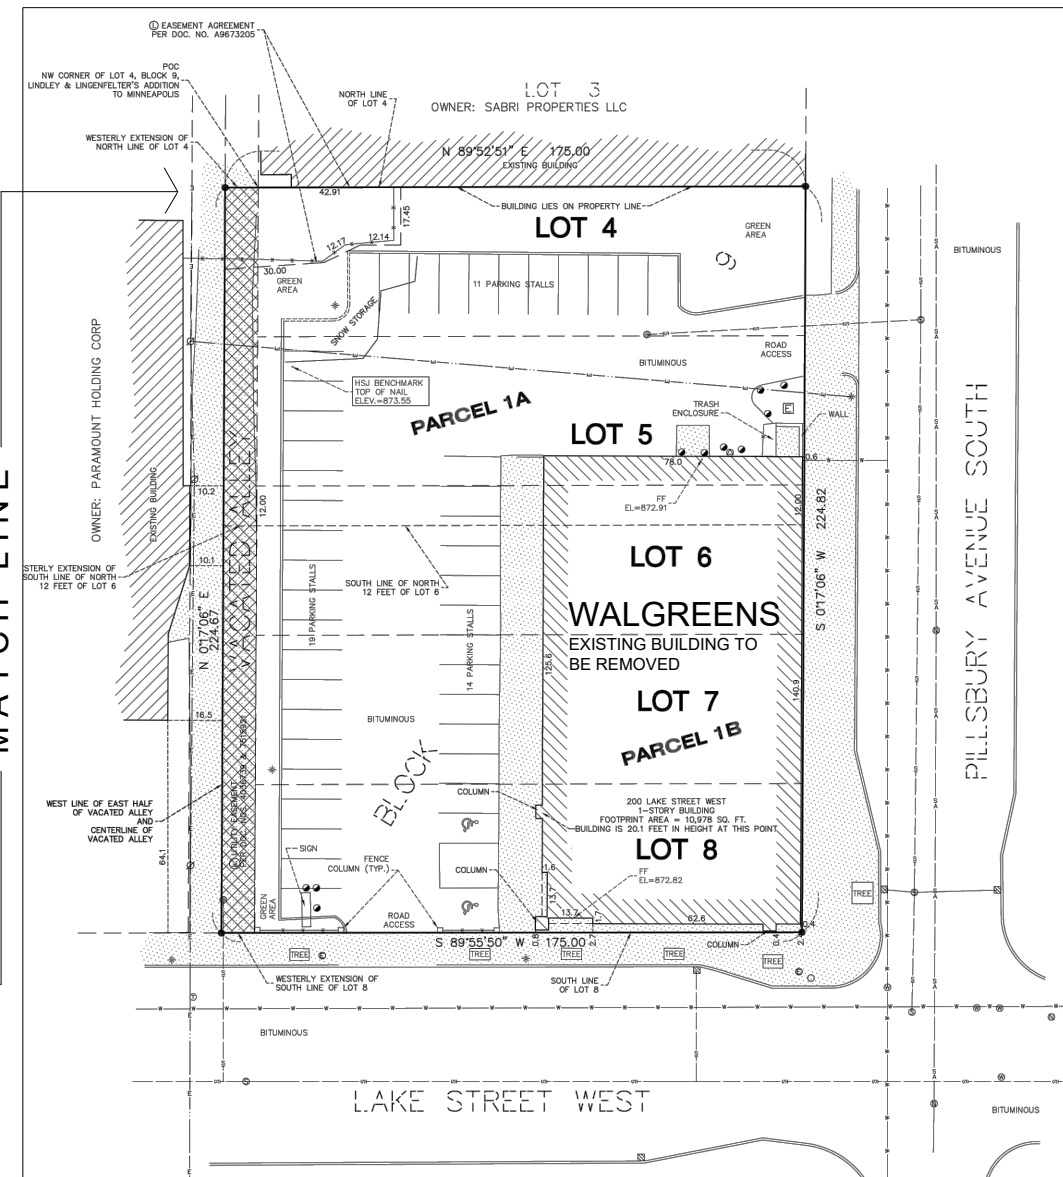 Ⓛ EASEMENT AGREEMENT
PER DOC. NO. A9673205
POC
NW CORNER OF LOT 4, BLOCK 9,
LINDLEY & LINGENFELTER'S ADDITION
TO MINNEAPOLIS
NORTH LINE
OF LOT 4
LOT 3
OWNER: SABRI PROPERTIES LLC
WESTERLY EXTENSION OF
NORTH LINE OF LOT 4
N 89°52'51" E 175.00
EXISTING BUILDING
42.91
BUILDING LIES ON PROPERTY LINE
17.45
LOT 4
GREEN
AREA
12.17
12.14
9
BITUMINOUS
30.00
GREEN
AREA
11 PARKING STALLS
SNOW STORAGE
ROAD
ACCESS
BITUMINOUS
HSJ BENCHMARK
TOP OF NAIL
ELEV.=873.55
PARCEL 1A
TRASH
ENCLOSURE
WALL
E
LOT 5
OWNER: PARAMOUNT HOLDING CORP
EXISTING BUILDING
MATCH LINE
78.0
0.6
10.2
12.00
FF
EL=872.91
12.00
S 0°17'06" W 224.82
PILLSBURY AVENUE SOUTH
VACATED ALLEY
VACATED ALLEY
STERLY EXTENSION OF
SOUTH LINE OF NORTH
12 FEET OF LOT 6
10.1
SOUTH LINE OF NORTH
12 FEET OF LOT 6
LOT 6
N 0°17'06" E
224.67
19 PARKING STALLS
14 PARKING STALLS
WALGREENS
EXISTING BUILDING TO
BE REMOVED
125.6
140.9
LOT 7
16.5
BITUMINOUS
PARCEL 1B
BLOCK
COLUMN
WEST LINE OF EAST HALF
OF VACATED ALLEY
AND
CENTERLINE OF
VACATED ALLEY
UTILITY EASEMENT
200 LAKE STREET WEST
1-STORY BUILDING
FOOTPRINT AREA = 10,978 SQ. FT.
BUILDING IS 20.1 FEET IN HEIGHT AT THIS POINT
LOT 8
64.1
SIGN
FENCE
COLUMN (TYP.)
COLUMN
1.6
13.7
FF
EL=872.82
TREE
GREEN
AREA
ROAD
ACCESS
13.7
1.7
62.6
S 89°55'50" W 175.00
0.8
2.7
COLUMN
0.4
TREE
TREE
TREE
TREE
TREE
WESTERLY EXTENSION OF
SOUTH LINE OF LOT 8
SOUTH LINE
OF LOT 8
BITUMINOUS
LAKE STREET WEST
BITUMINOUS